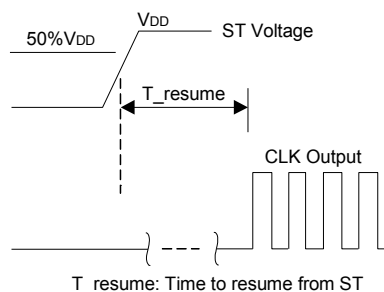 VDD
50%VDD
ST Voltage
T_resume
CLK Output
T_resume: Time to resume from ST